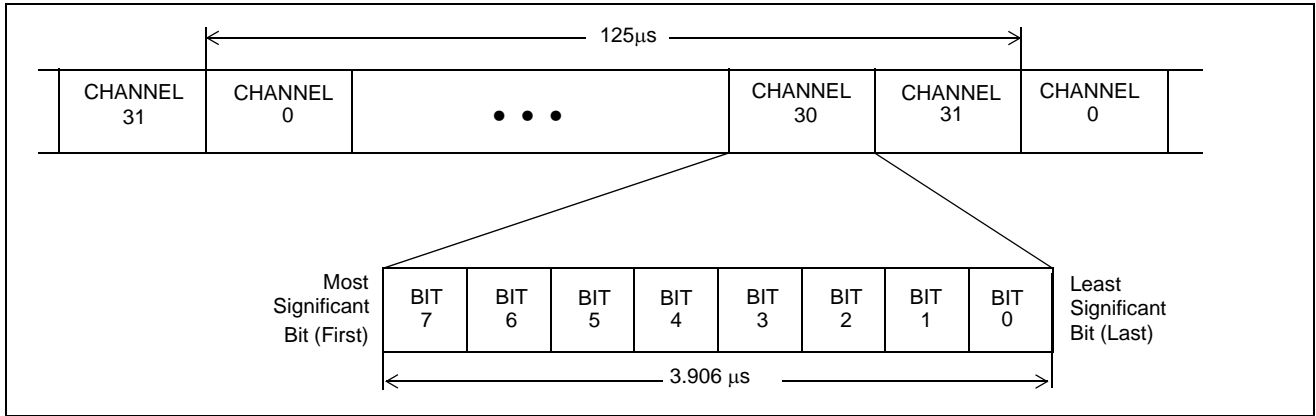 125µs
CHANNEL
31
CHANNEL
0
• • •
CHANNEL
30
CHANNEL
31
CHANNEL
0
Most
Significant
Bit (First)
BIT
7
BIT
6
BIT
5
BIT
4
BIT
3
BIT
2
BIT
1
BIT
0
Least
Significant
Bit (Last)
3.906 µs